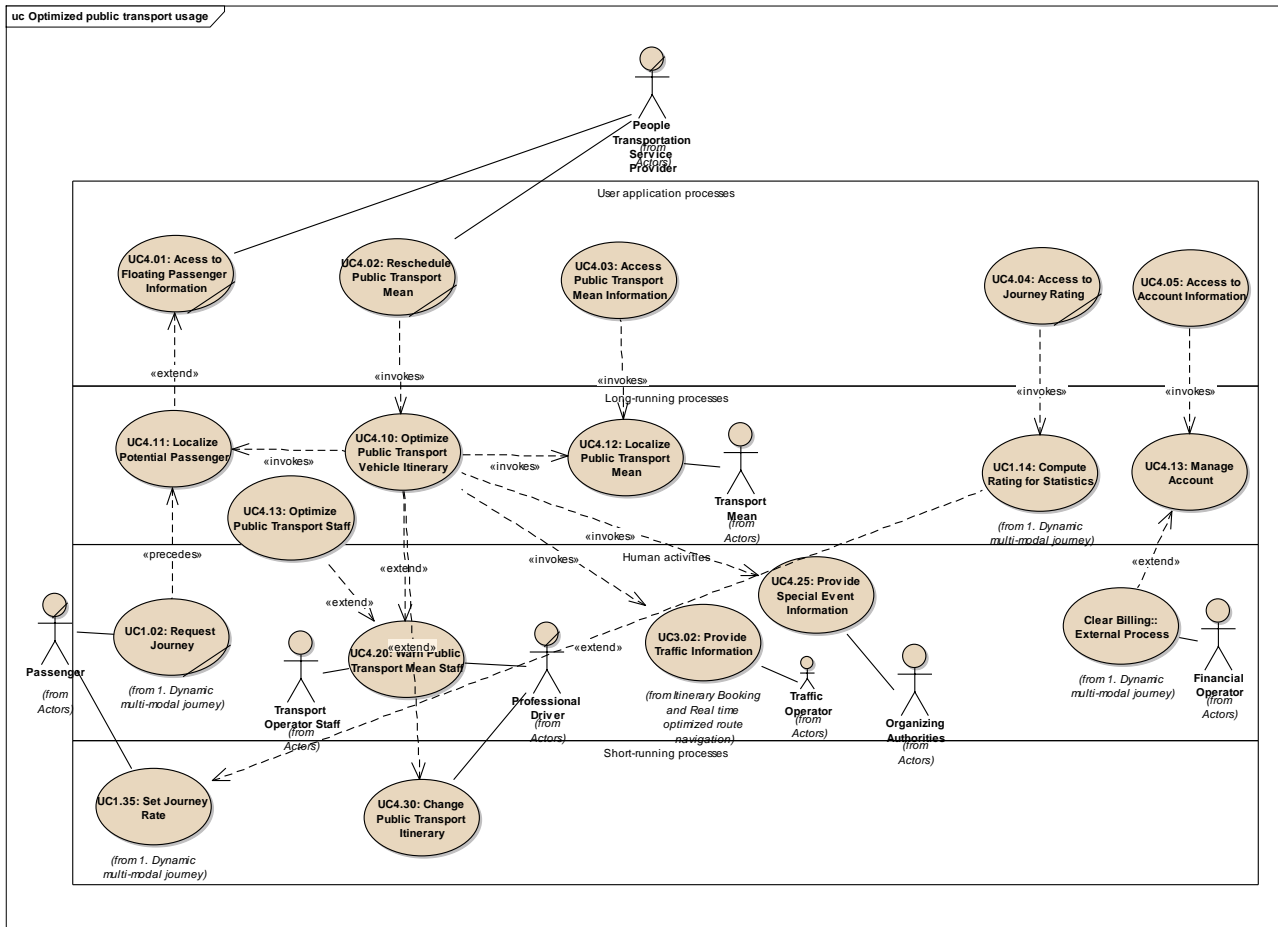 uc Optimized public transport usage
People
Transportation
Service
Provider
(from
Actors)
User application processes
UC4.01: Acess to
Floating Passenger
Information
UC4.02: Reschedule
Public Transport
Mean
UC4.03: Access
Public Transport
Mean Information
UC4.04: Access to
Journey Rating
UC4.05: Access to
Account Information
«extend»
«invokes»
«invokes»
«invokes»
«invokes»
Long-running processes
UC4.11: Localize
Potential Passenger
«invokes»
UC4.10: Optimize
Public Transport
Vehicle Itinerary
«invokes»
UC4.12: Localize
Public Transport
Mean
Transport
Mean
(from
Actors)
UC1.14: Compute
Rating for Statistics
(from 1. Dynamic
multi-modal journey)
UC4.13: Manage
Account
UC4.13: Optimize
Public Transport Staff
«precedes»
«extend»
«extend»
«invokes»
«invokes»
Human activities
«extend»
Passenger
(from
Actors)
UC1.02: Request
Journey
(from 1. Dynamic
multi-modal journey)
Transport
Operator Staff
(from
Actors)
UC4.20: Warn Public
Transport Mean Staff
«extend»
Professional
Driver
(from
Actors)
«extend»
UC3.02: Provide
Traffic Information
(from Itinerary Booking
and Real time
optimized route
navigation)
Traffic
Operator
(from
Actors)
UC4.25: Provide
Special Event
Information
Organizing
Authorities
(from
Actors)
Clear Billing::
External Process
(from 1. Dynamic
multi-modal journey)
Financial
Operator
(from
Actors)
Short-running processes
UC1.35: Set Journey
Rate
(from 1. Dynamic
multi-modal journey)
UC4.30: Change
Public Transport
Itinerary